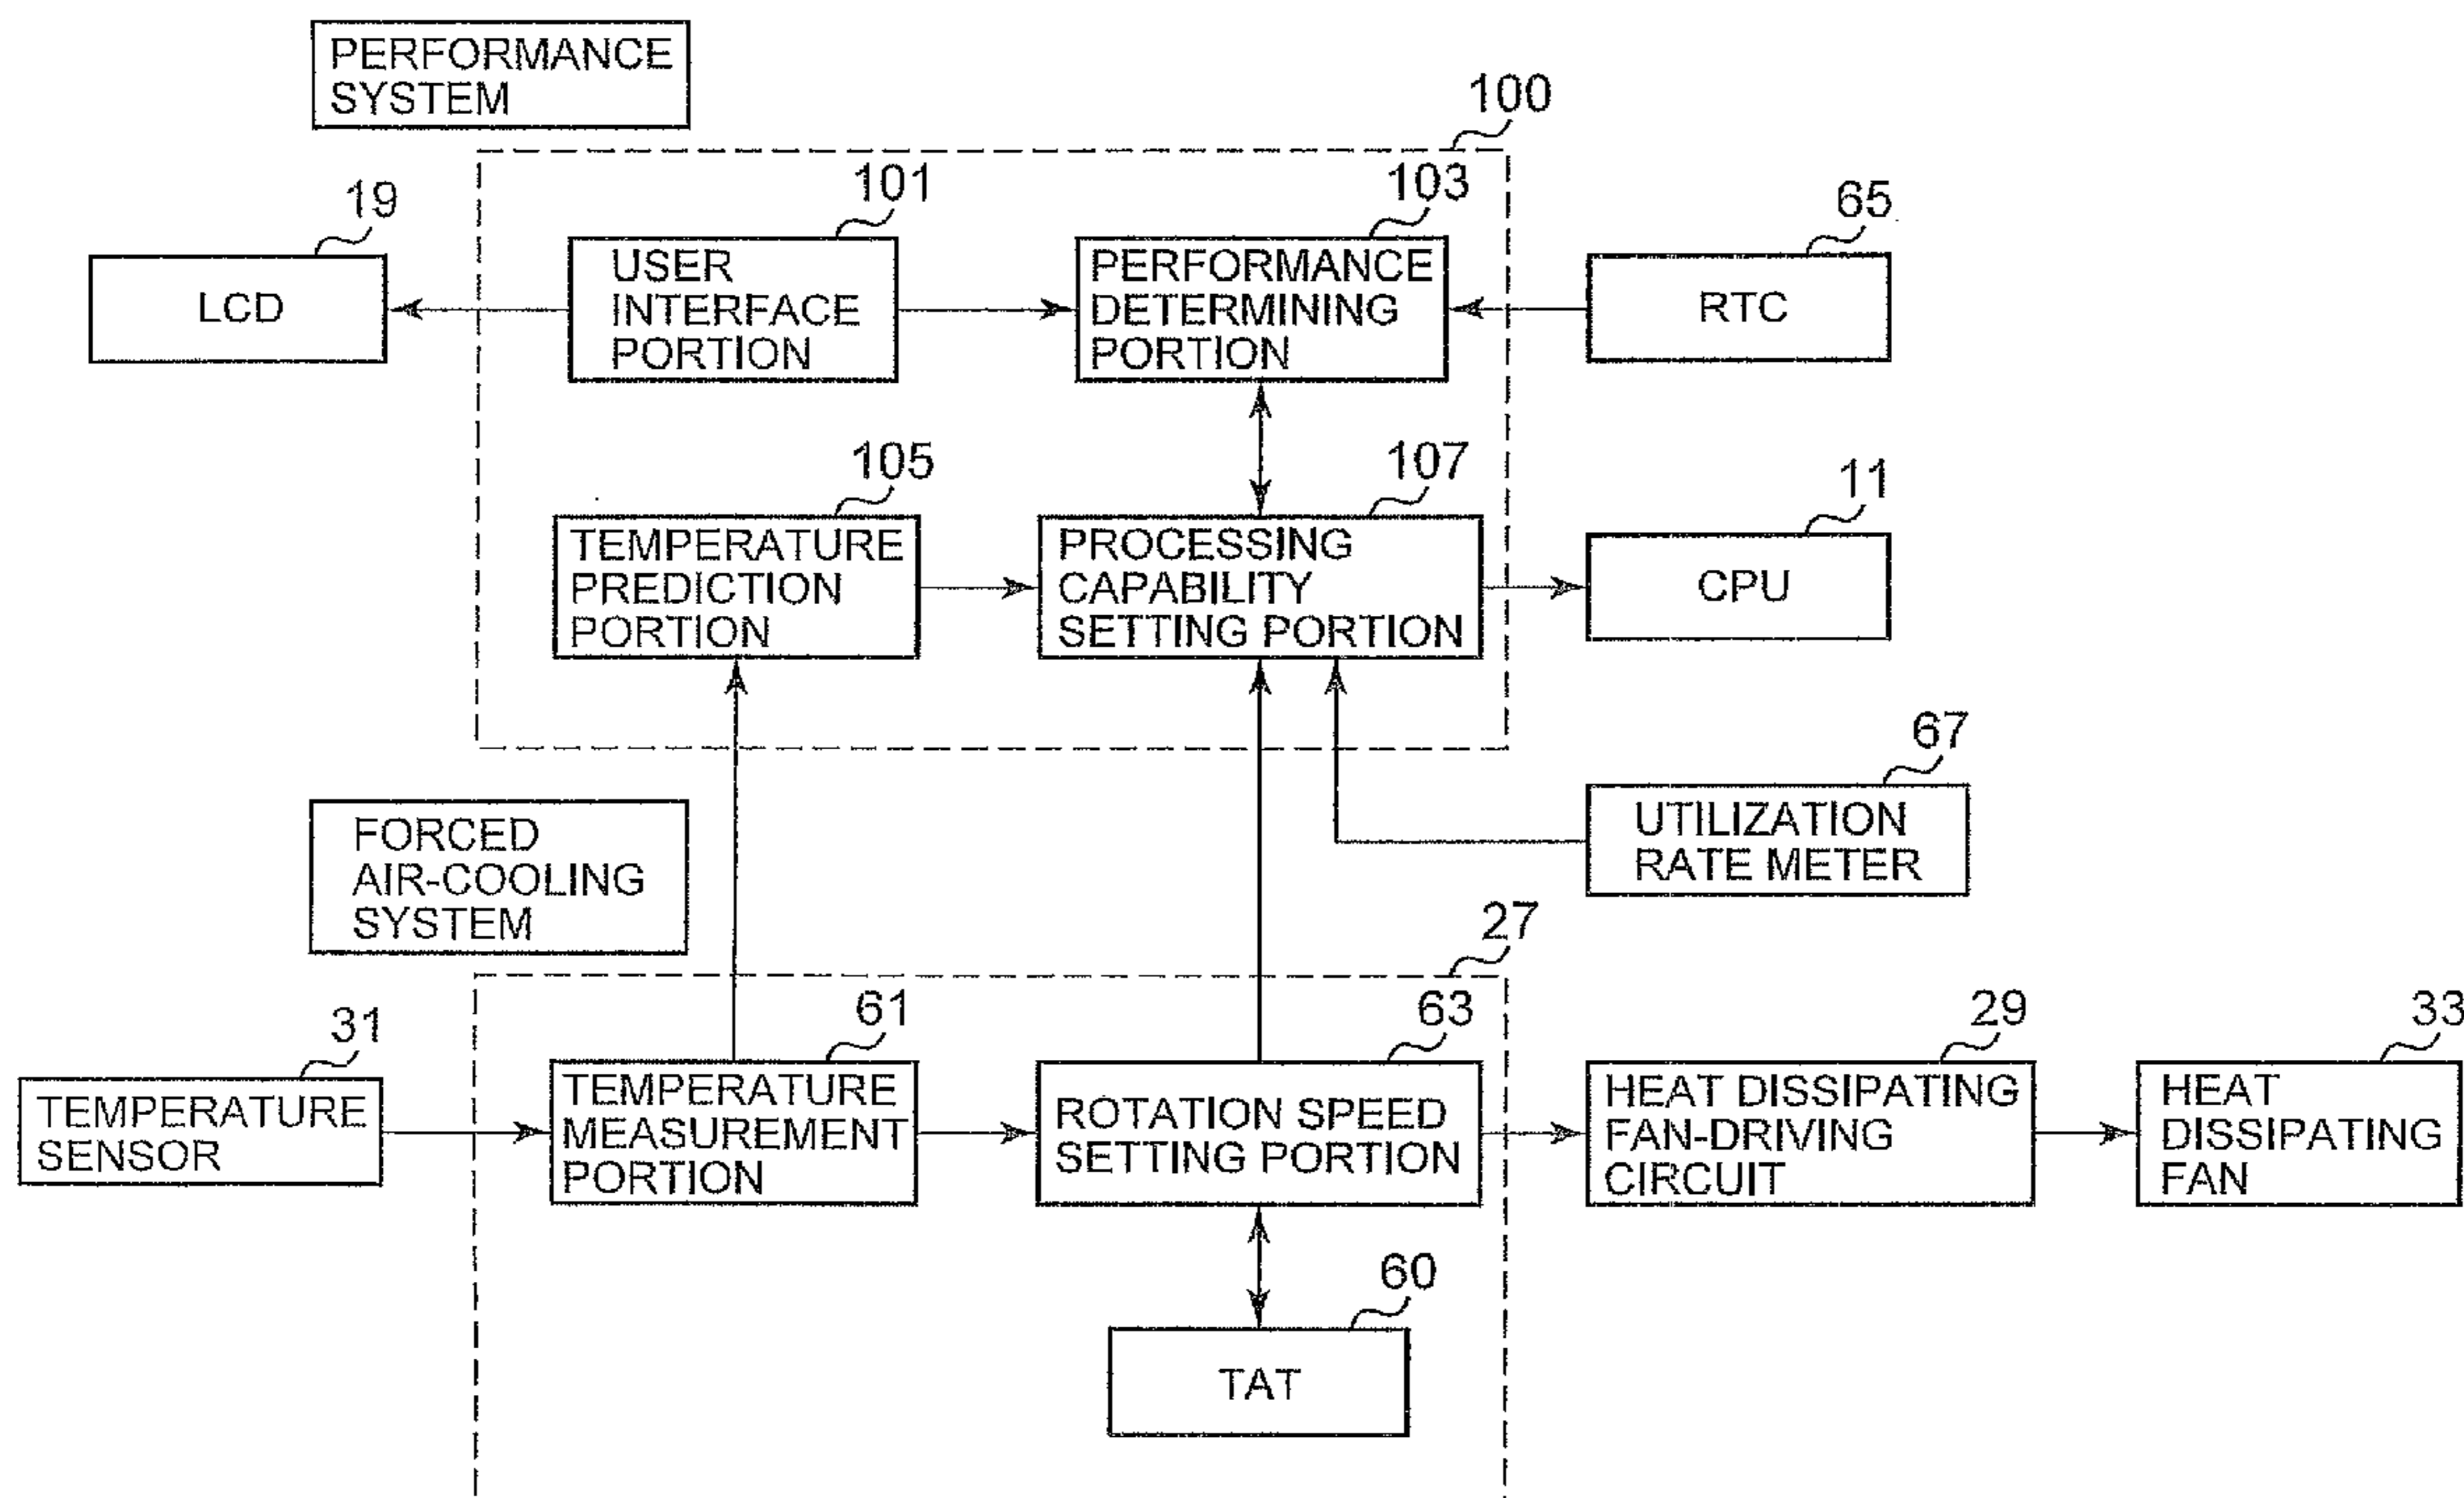 PERFORMANCE
SYSTEM
100
101
103
19
65
USER
INTERFACE
PORTION
PERFORMANCE
DETERMINING
PORTION
LCD
RTC
105
107
11
TEMPERATURE
PREDICTION
PORTION
PROCESSING
CAPABILITY
SETTING PORTION
CPU
67
UTILIZATION
RATE METER
FORCED
AIR-COOLING
SYSTEM
27
31
61
63
29
33
TEMPERATURE
SENSOR
TEMPERATURE
MEASUREMENT
PORTION
ROTATION SPEED
SETTING PORTION
HEAT DISSIPATING
FAN-DRIVING
CIRCUIT
HEAT
DISSIPATING
FAN
60
TAT